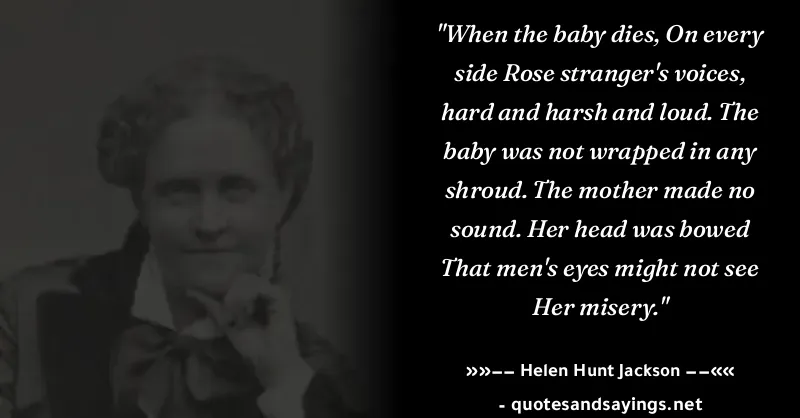 "When the baby dies, On every
side Rose stranger's voices,
hard and harsh and loud. The
baby was not wrapped in any
shroud. The mother made no
sound. Her head was bowed
That men's eyes might not see
Her misery."
»»−− Helen Hunt Jackson −−««
- quotesandsayings.net